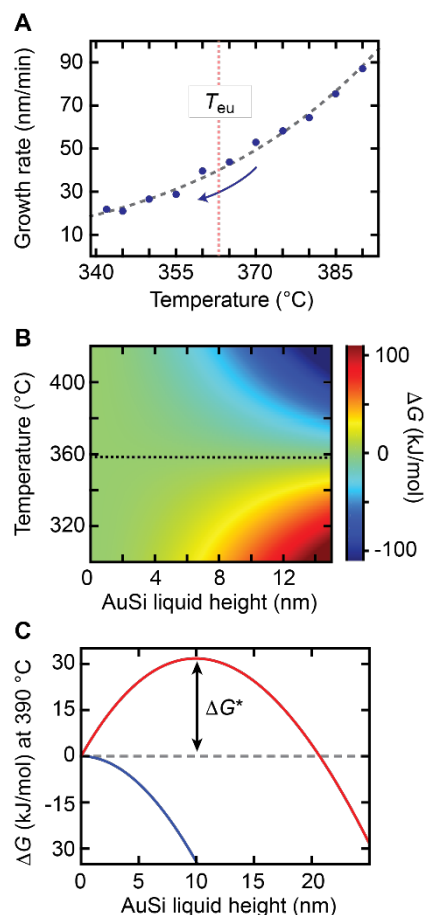 A
Growth rate (nm/min)
90
70
50
30
10
Teu
340
355
370
385
Temperature (°C)
B
Temperature (°C)
400
360
320
0
4
8
12
AuSi liquid height (nm)
100
0
-100
ΔG (kJ/mol)
C
ΔG (kJ/mol) at 390 °C
30
15
0
-15
30
ΔG*
0
5
10
15
20
AuSi liquid height (nm)